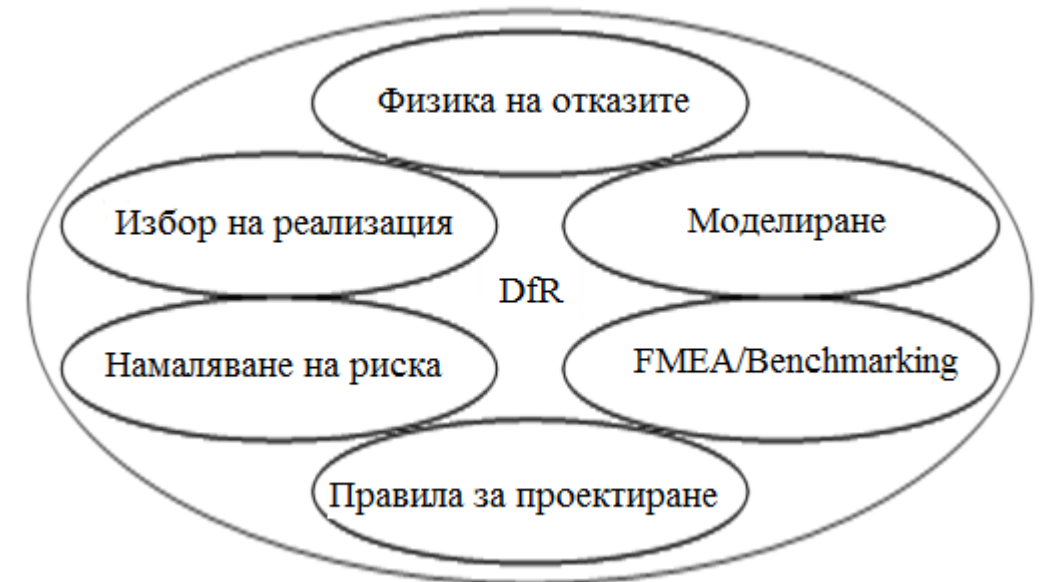 Физика на отказите
Избор на реализация
Моделиране
DfR
Намаляване на риска
FMEA/Benchmarking
Правила за проектиране